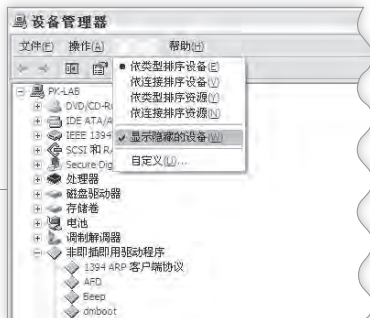 设备管理器
文件(F) 操作(A) 帮助(H)
依类型排序设备(E)
依连接排序设备(V)
依类型排序资源(Y)
依连接排序资源(N)
显示隐藏的设备(W)
自定义(U)...
PK-LAB
DVD/CD-R
IDE ATA/A
IEEE 1394
SCSI 和 RA
Secure Dig
处理器
磁盘驱动器
存储卷
电池
调制解调器
非即插即用驱动程序
1394 ARP 客户端协议
AFD
Beep
dmboot